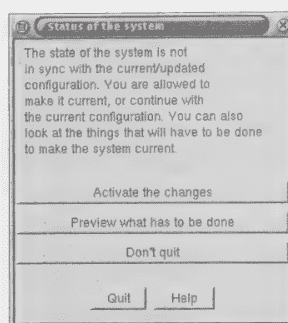 Status of the system
The state of the system is not
in sync with the current/updated
configuration. You are allowed to
make it current, or continue with
the current configuration. You can also
look at the things that will have to be done
to make the system current.
Activate the changes
Preview what has to be done
Don't quit
Quit Help